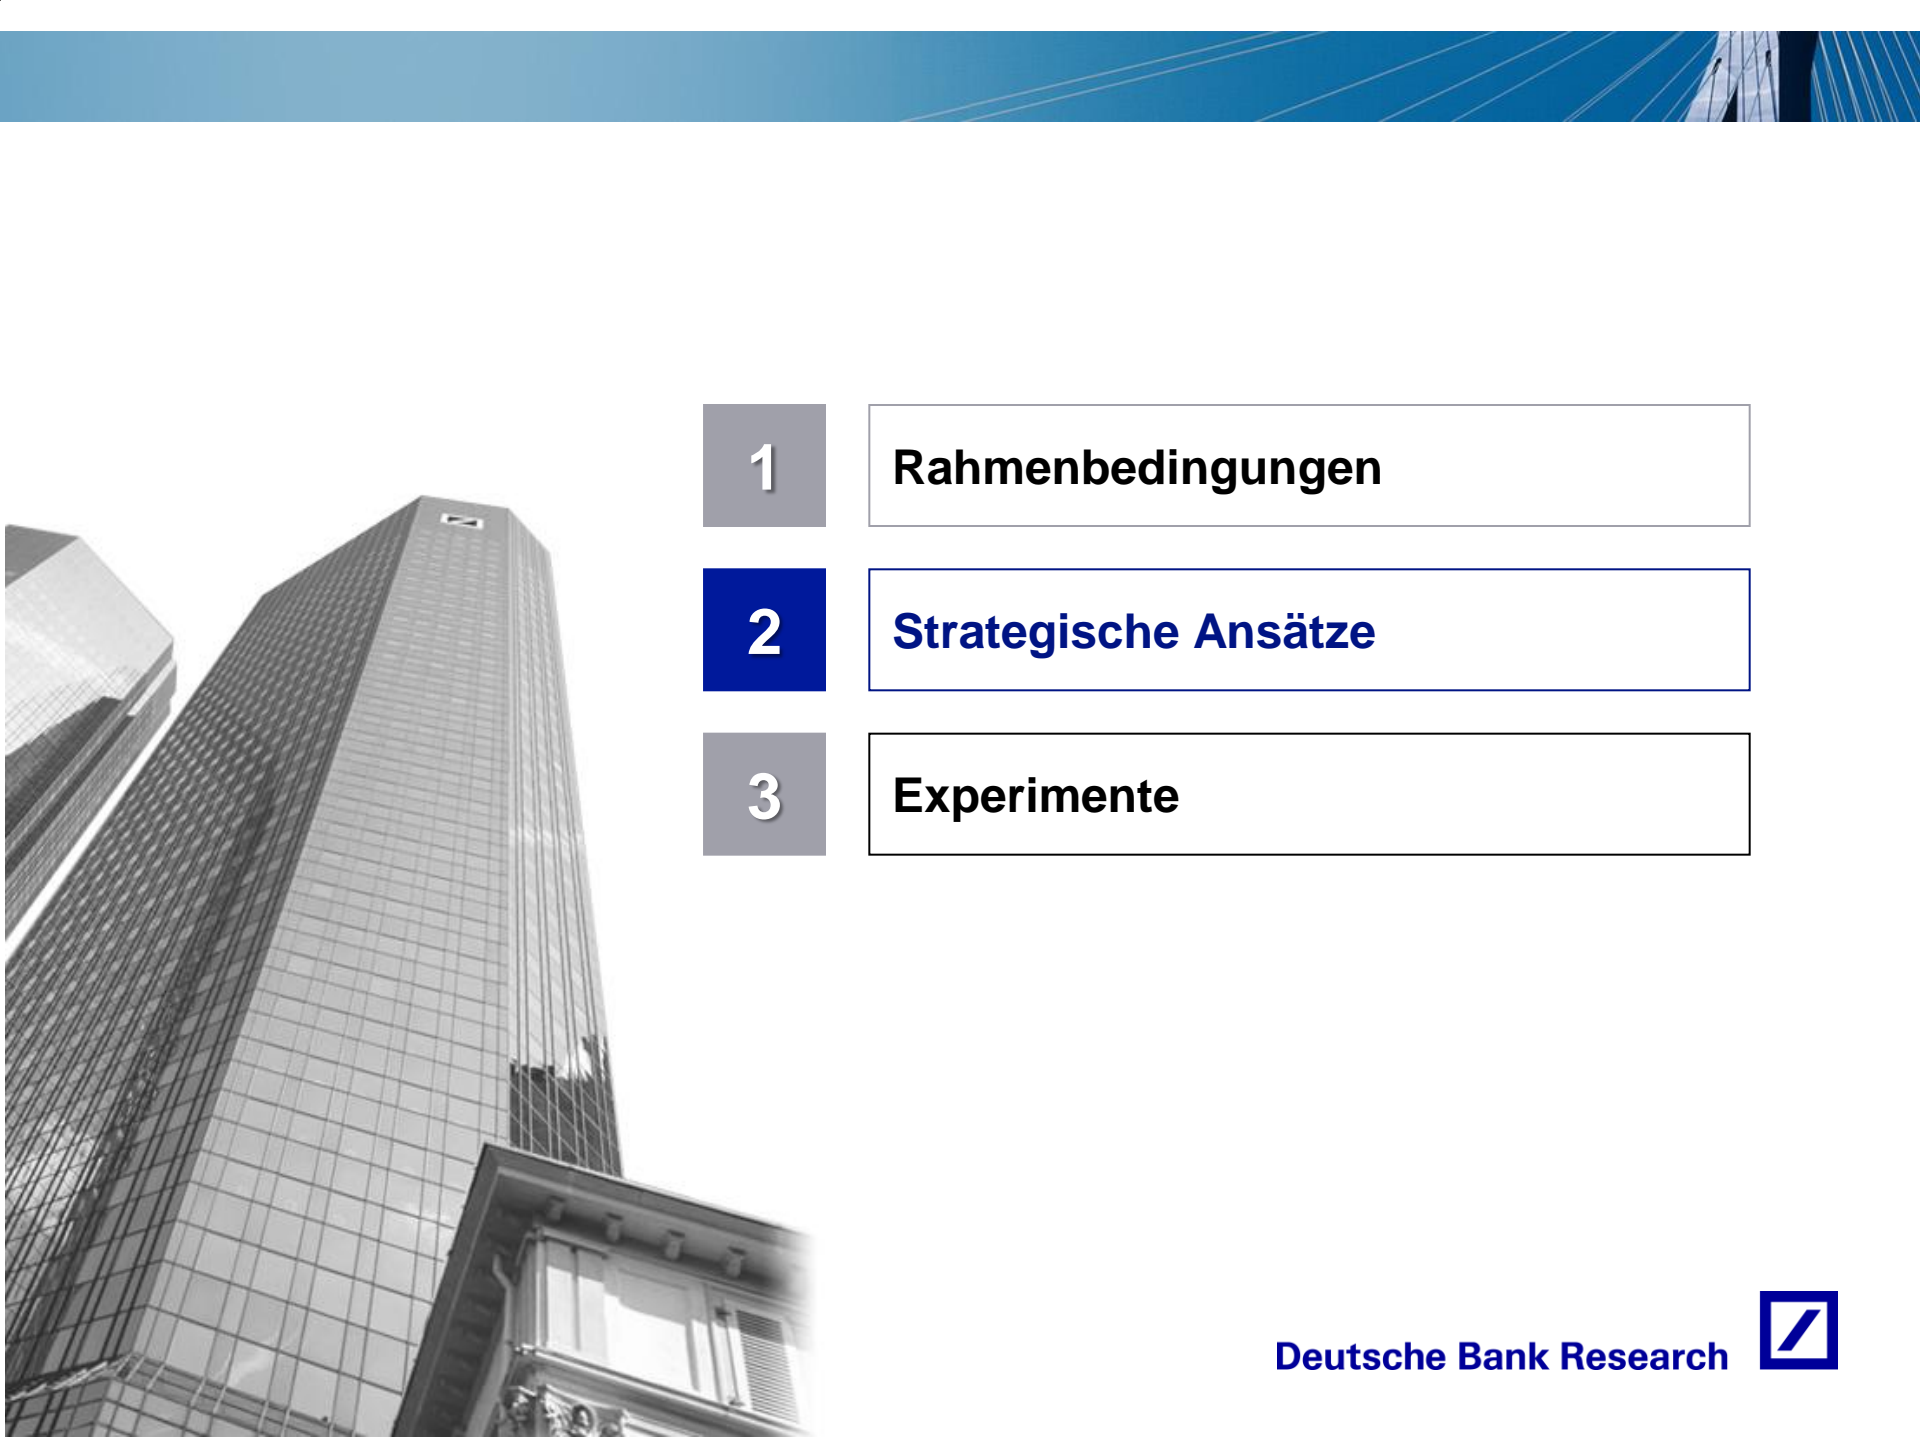 1
Rahmenbedingungen
2
Strategische Ansätze
3
Experimente
Deutsche Bank Research